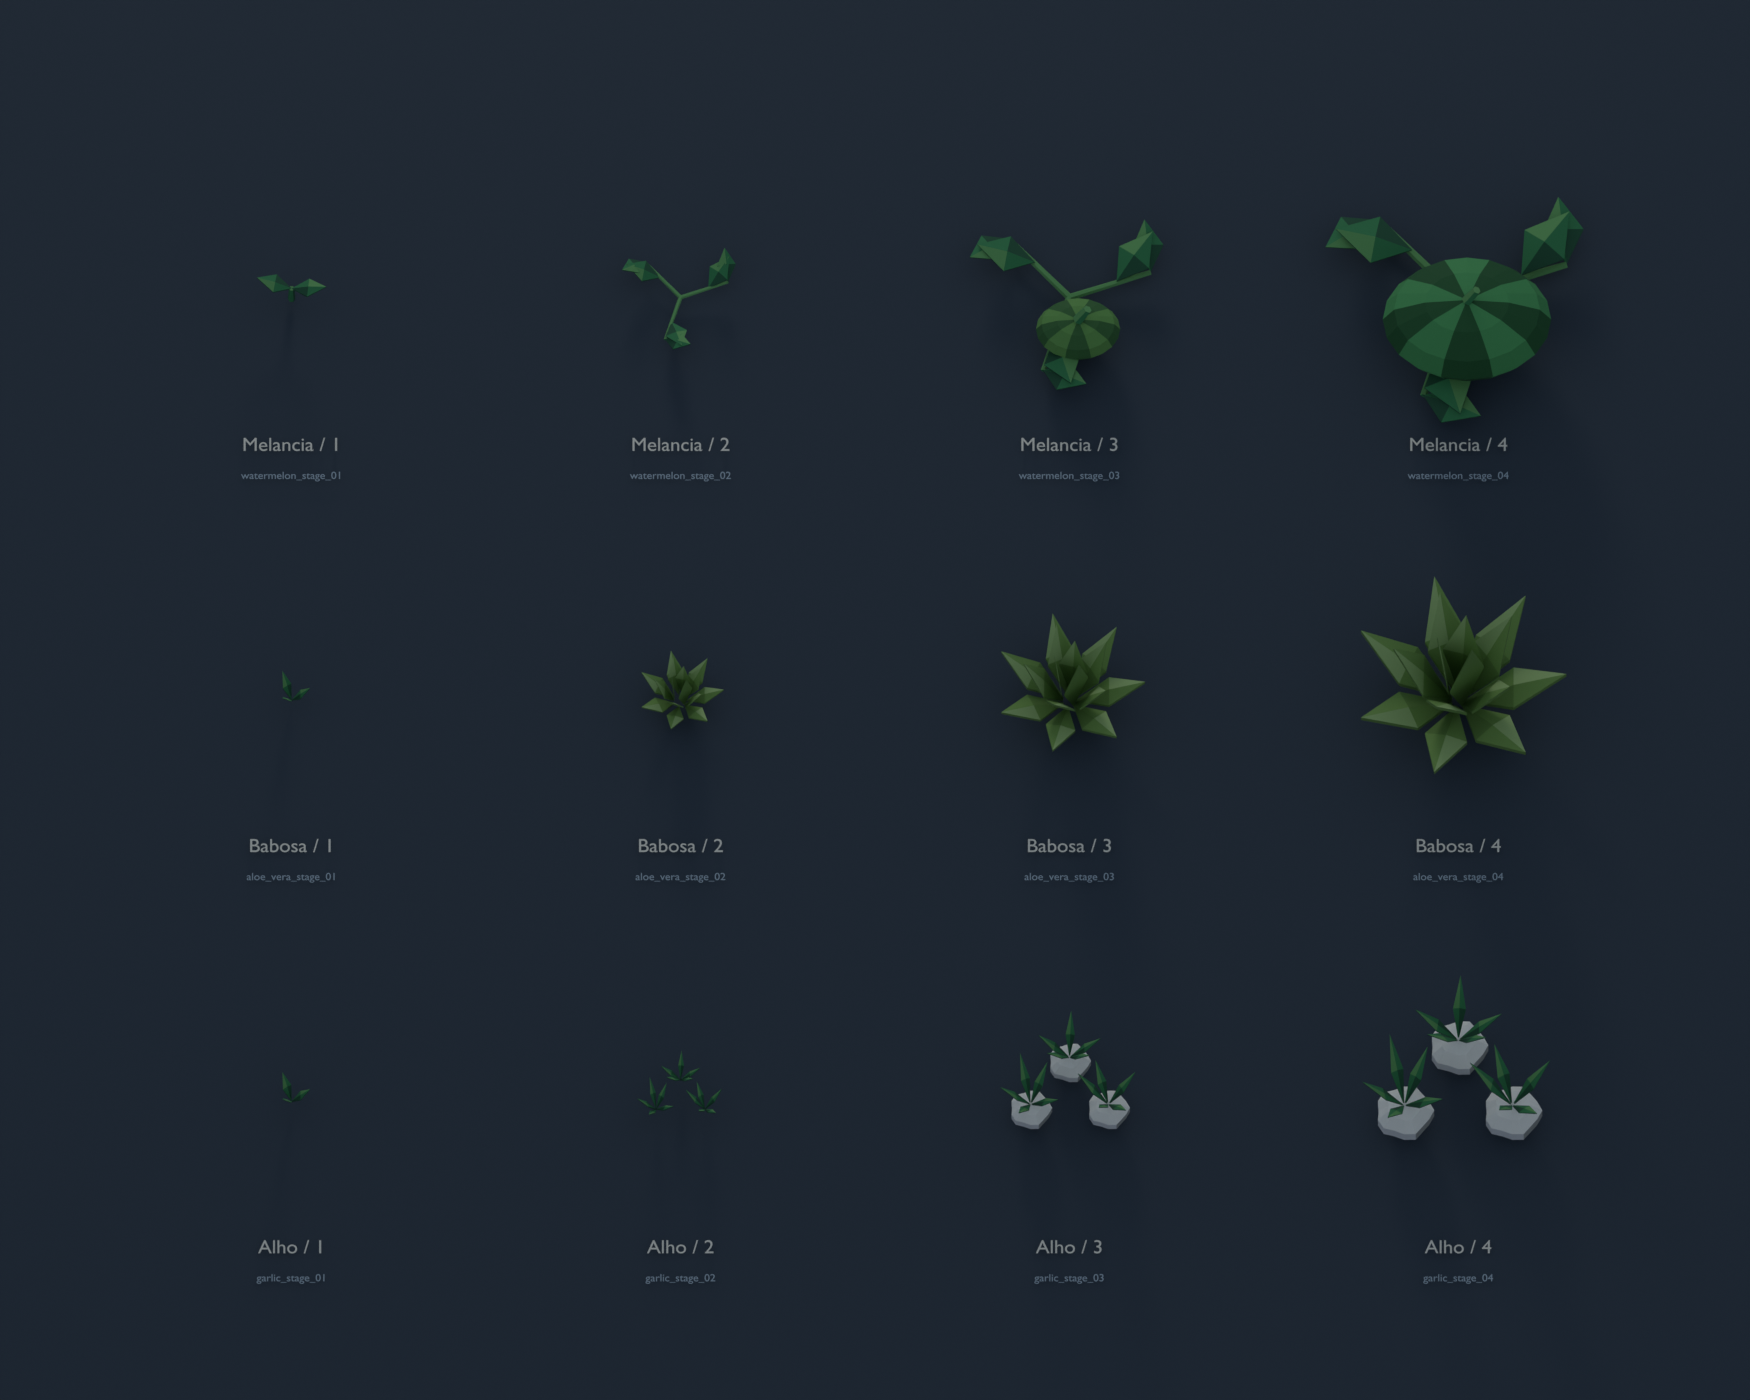 Melancia / 1
watermelon_stage_01
Melancia / 2
watermelon_stage_02
Melancia / 3
watermelon_stage_03
Melancia / 4
watermelon_stage_04
Babosa / 1
aloe_vera_stage_01
Babosa / 2
aloe_vera_stage_02
Babosa / 3
aloe_vera_stage_03
Babosa / 4
aloe_vera_stage_04
Alho / 1
garlic_stage_01
Alho / 2
garlic_stage_02
Alho / 3
garlic_stage_03
Alho / 4
garlic_stage_04